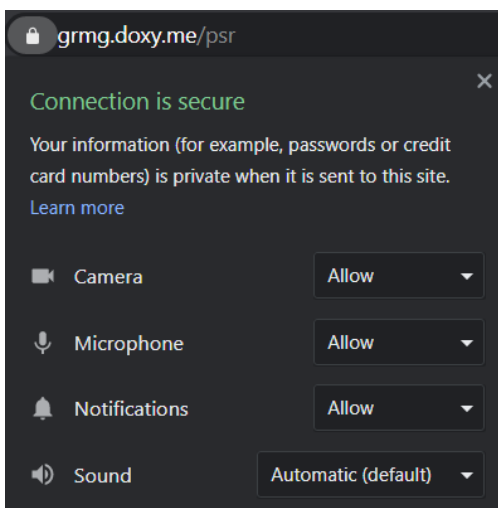 grmg.doxy.me/psr
Connection is secure
Your information (for example, passwords or credit
card numbers) is private when it is sent to this site.
Learn more
Camera Allow
Microphone Allow
Notifications Allow
Sound Automatic (default)